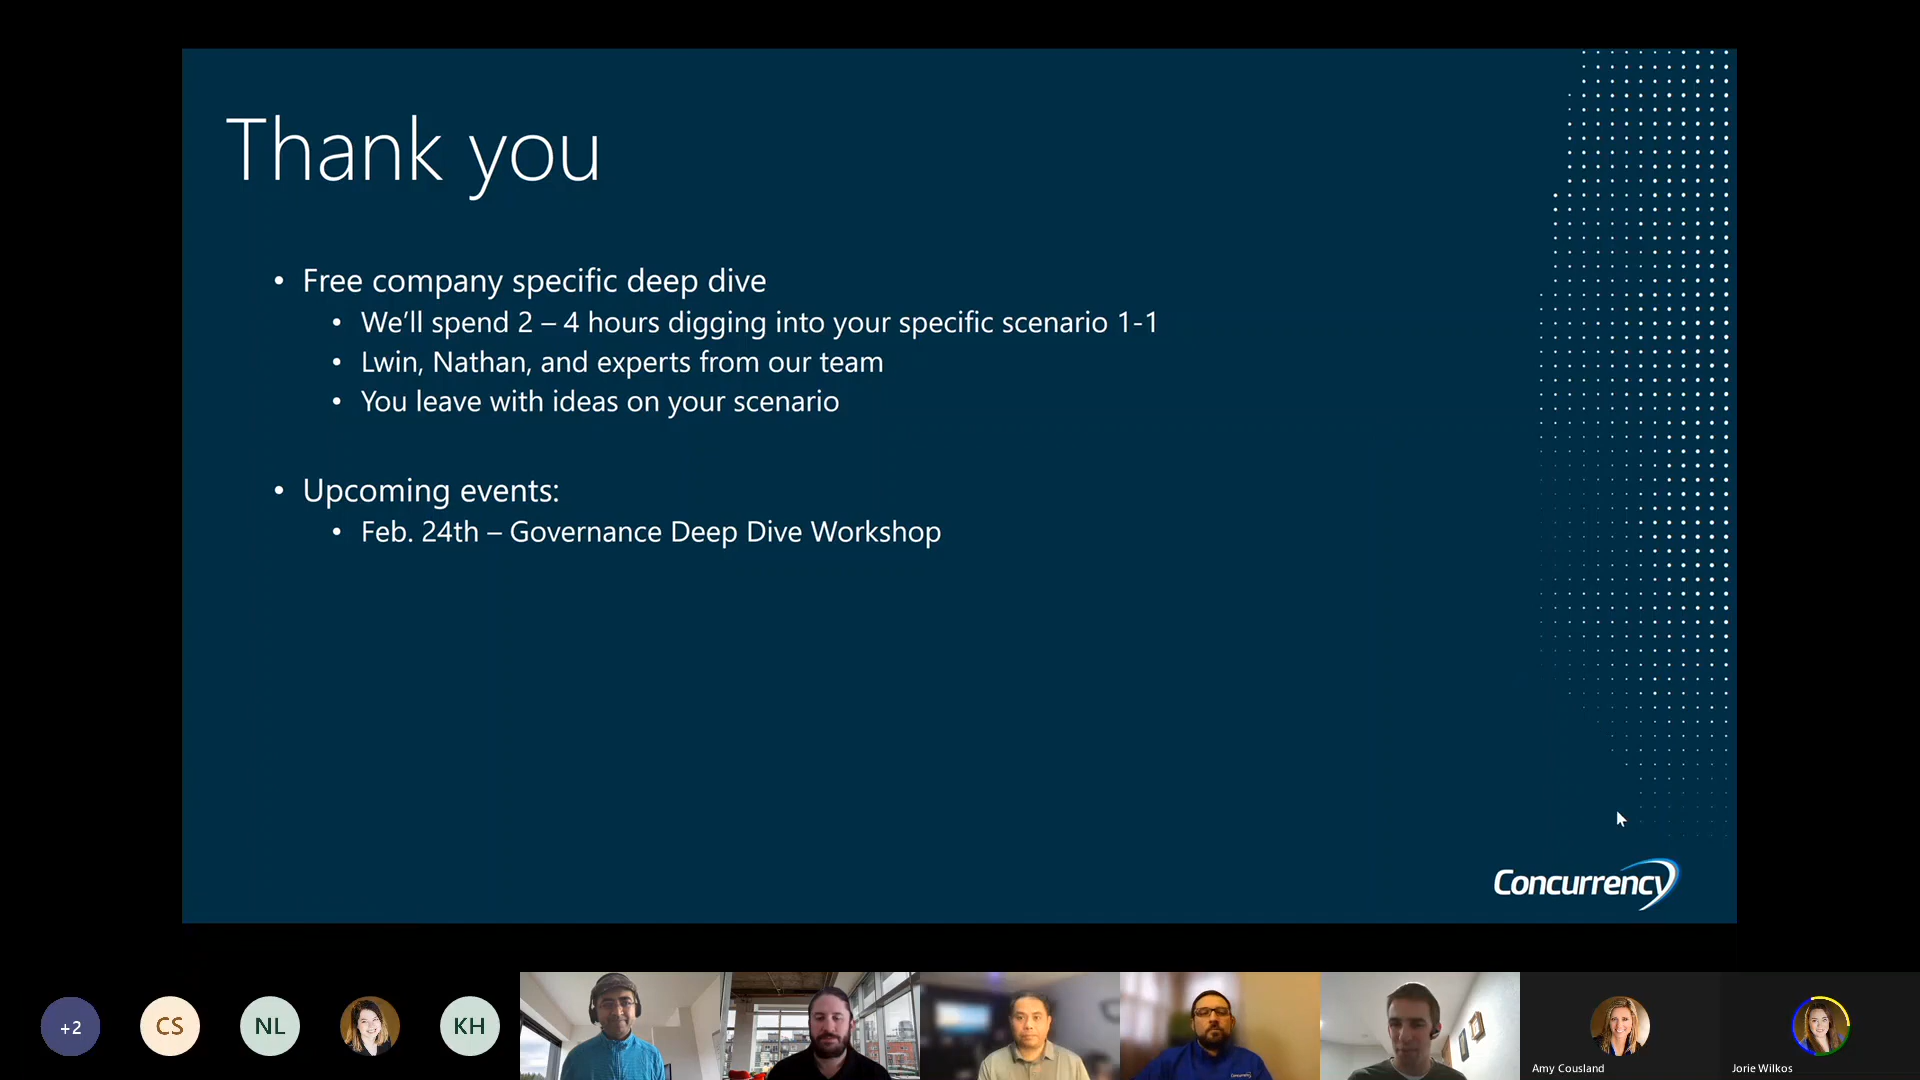 Thank you
• Free company specific deep dive
• We'll spend 2 – 4 hours digging into your specific scenario 1-1
• Lwin, Nathan, and experts from our team
• You leave with ideas on your scenario
• Upcoming events:
• Feb. 24th – Governance Deep Dive Workshop
Concurrency
+2
CS
NL
KH
Concurrency
Amy Cousland
Jorie Wilkos